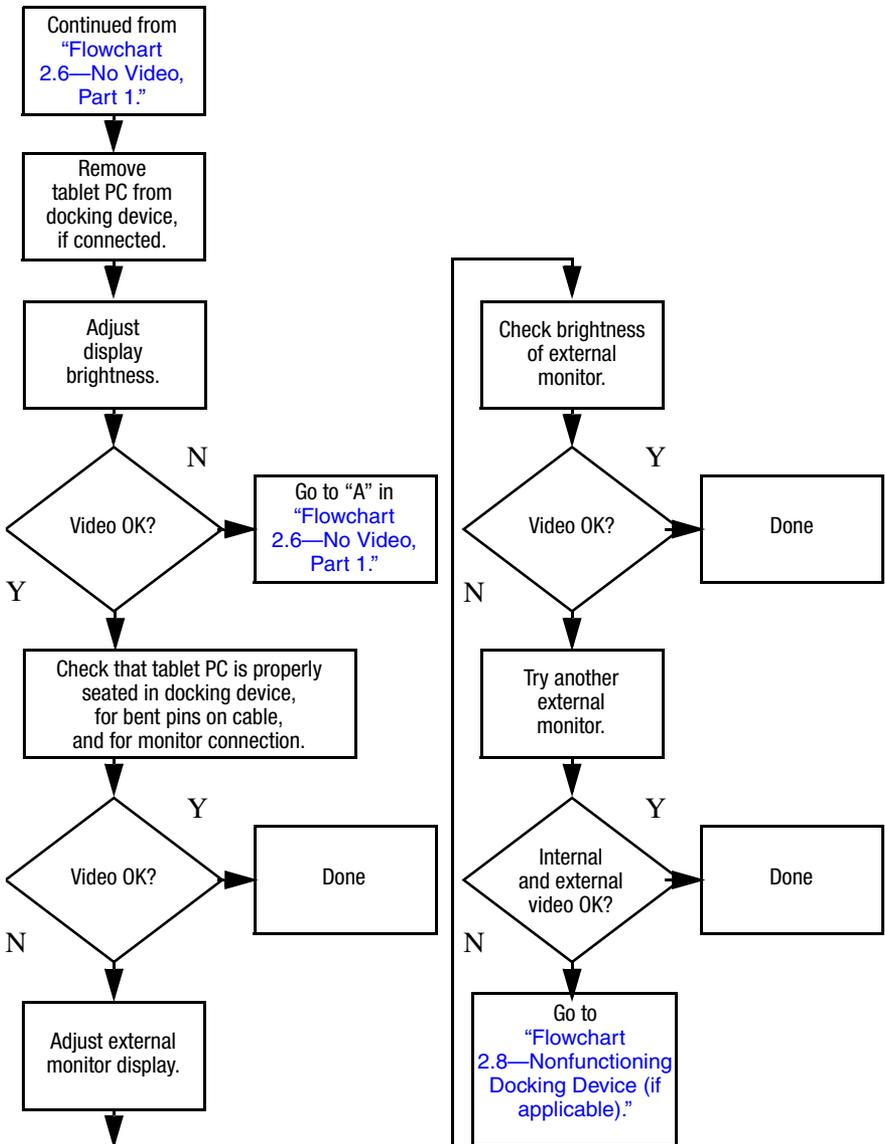 Continued from
“Flowchart
2.6—No Video,
Part 1.”
Remove
tablet PC from
docking device,
if connected.
Adjust
display
brightness.
N
Video OK?
Go to “A” in
“Flowchart
2.6—No Video,
Part 1.”
Y
Check that tablet PC is properly
seated in docking device,
for bent pins on cable,
and for monitor connection.
Y
Video OK?
Done
N
Adjust external
monitor display.
Check brightness
of external
monitor.
Y
Video OK?
Done
N
Try another
external
monitor.
Y
Internal
and external
video OK?
Done
N
Go to
“Flowchart
2.8—Nonfunctioning
Docking Device (if
applicable).”